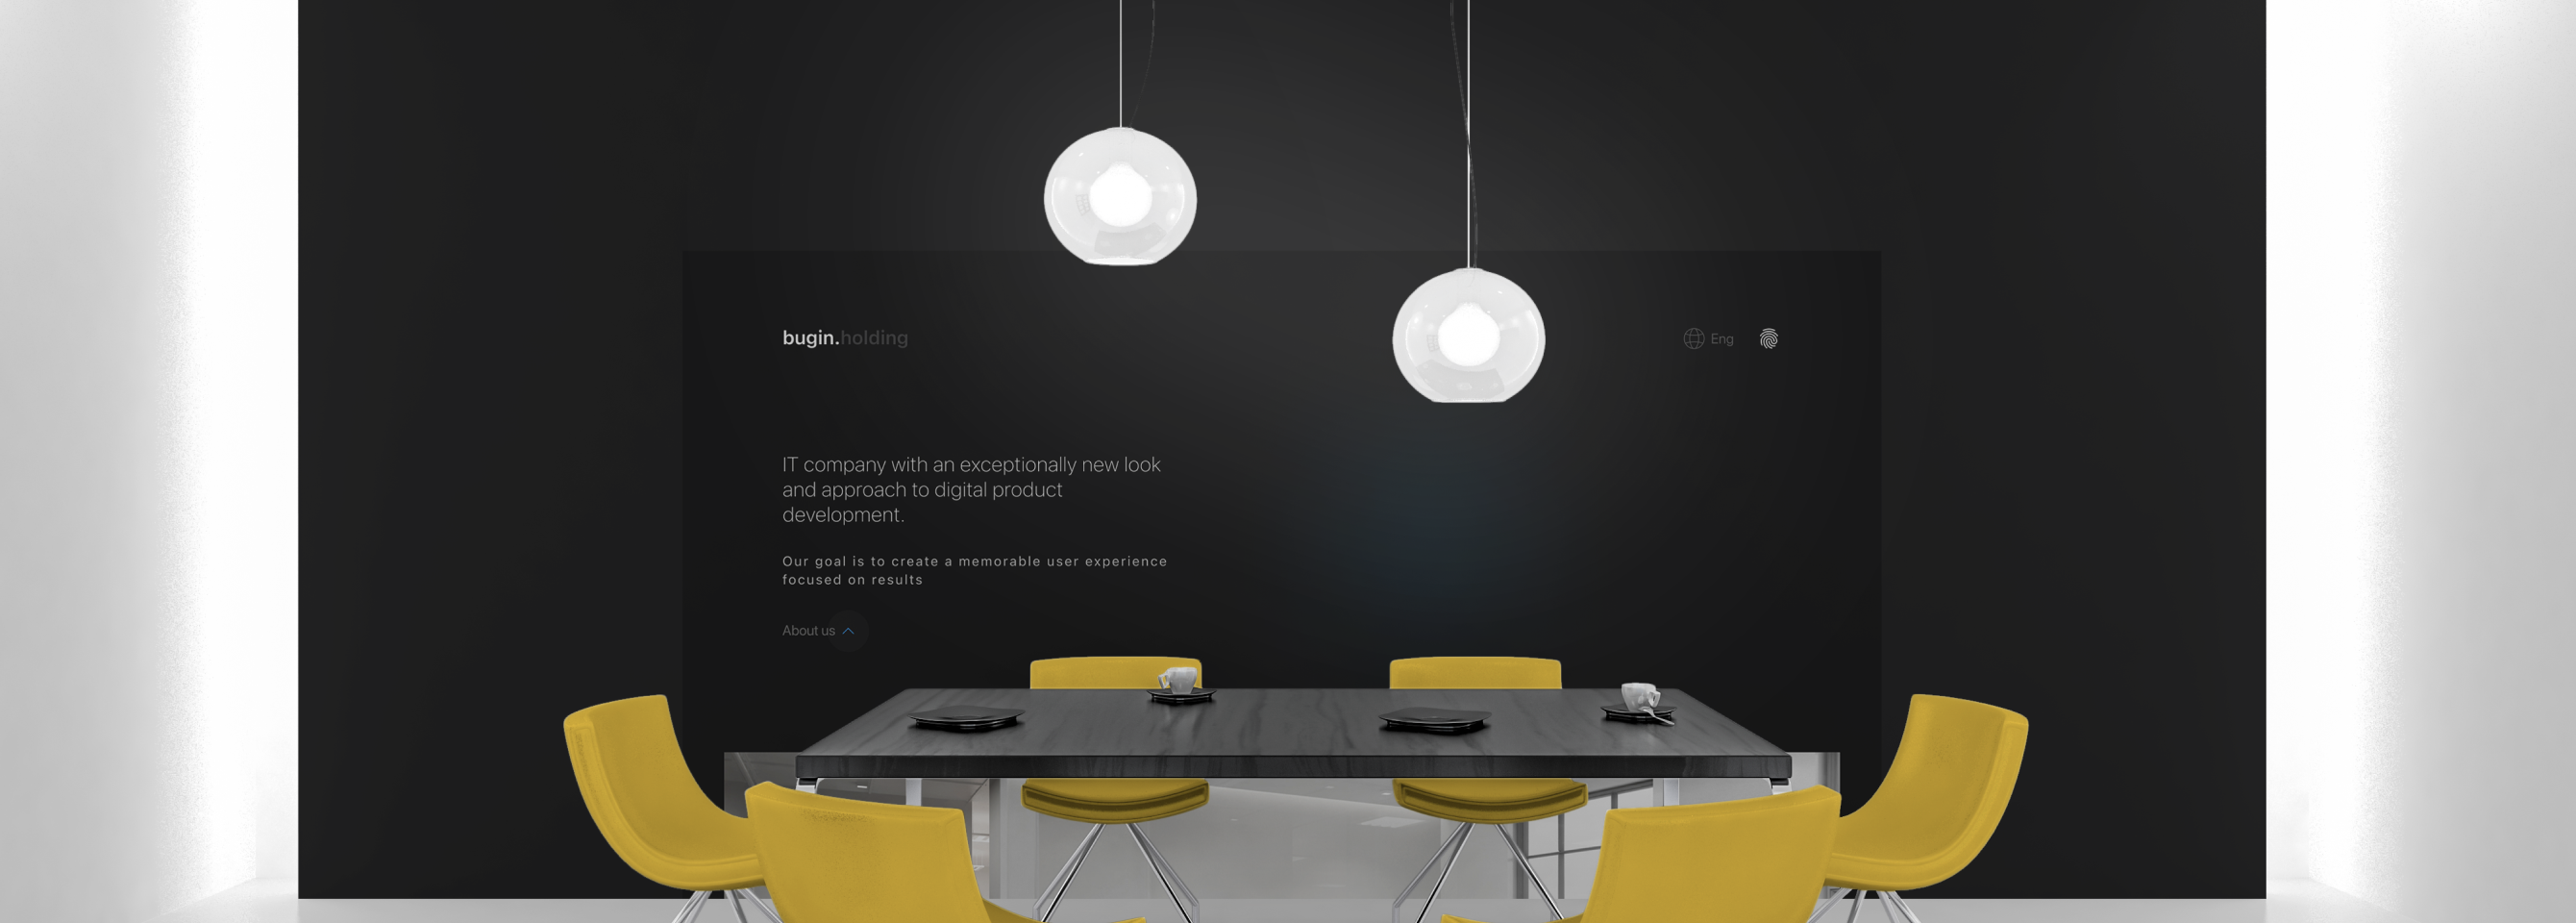 bugin.holding
Eng
IT company with an exceptionally new look
and approach to digital product
development.
Our goal is to create a memorable user experience
focused on results
About us